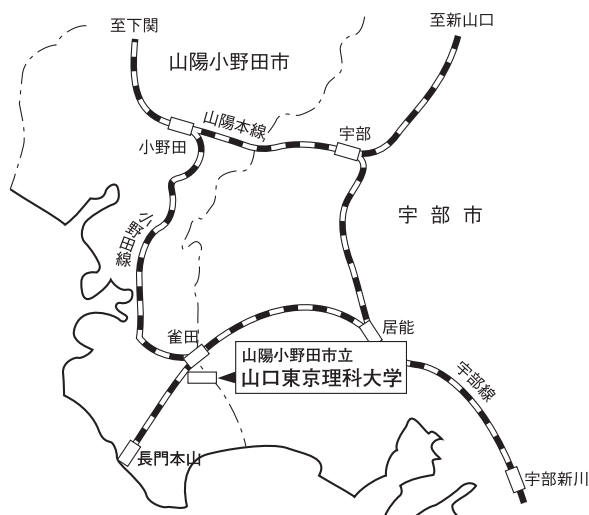 至下関
至新山口
山陽小野田市
山陽本線
小野田
宇部
宇部市
小野田線
雀田
居能
山陽小野田市立
山口東京理科大学
宇部線
長門本山
宇部新川